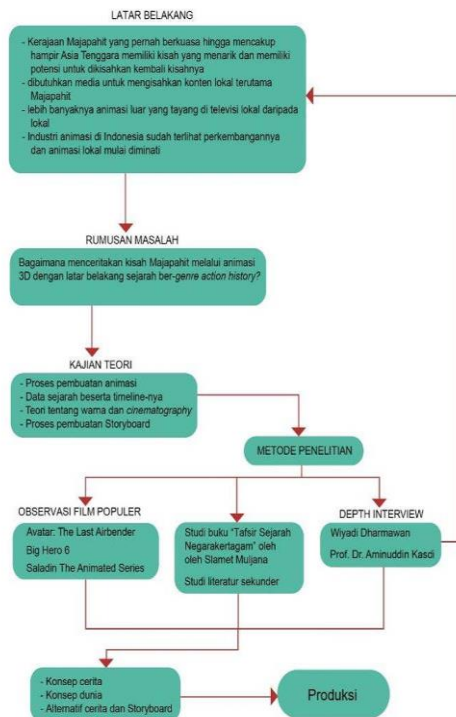 LATAR BELAKANG
- Kerajaan Majapahit yang pernah berkuasa hingga mencakup
hampir Asia Tenggara memiliki kisah yang menarik dan memiliki
potensi untuk dikisahkan kembali kisahnya
- dibutuhkan media untuk mengisahkan konten lokal terutama
Majapahit
- lebih banyaknya animasi luar yang tayang di televisi lokal daripada
lokal
- Industri animasi di Indonesia sudah terlihat perkembangannya
dan animasi lokal mulai diminati
RUMUSAN MASALAH
Bagaimana menceritakan kisah Majapahit melalui animasi
3D dengan latar belakang sejarah ber-genre action history?
KAJIAN TEORI
- Proses pembuatan animasi
- Data sejarah beserta timeline-nya
- Teori tentang warna dan cinematography
- Proses pembuatan Storyboard
METODE PENELITIAN
OBSERVASI FILM POPULER
Avatar: The Last Airbender
Big Hero 6
Saladin The Animated Series
Studi buku "Tafsir Sejarah
Negarakertagam" oleh
oleh Slamet Muljana
Studi literatur sekunder
DEPTH INTERVIEW
Wiyadi Dharmawan
Prof. Dr. Aminuddin Kasdi
- Konsep cerita
- Konsep dunia
- Alternatif cerita dan Storyboard
Produksi